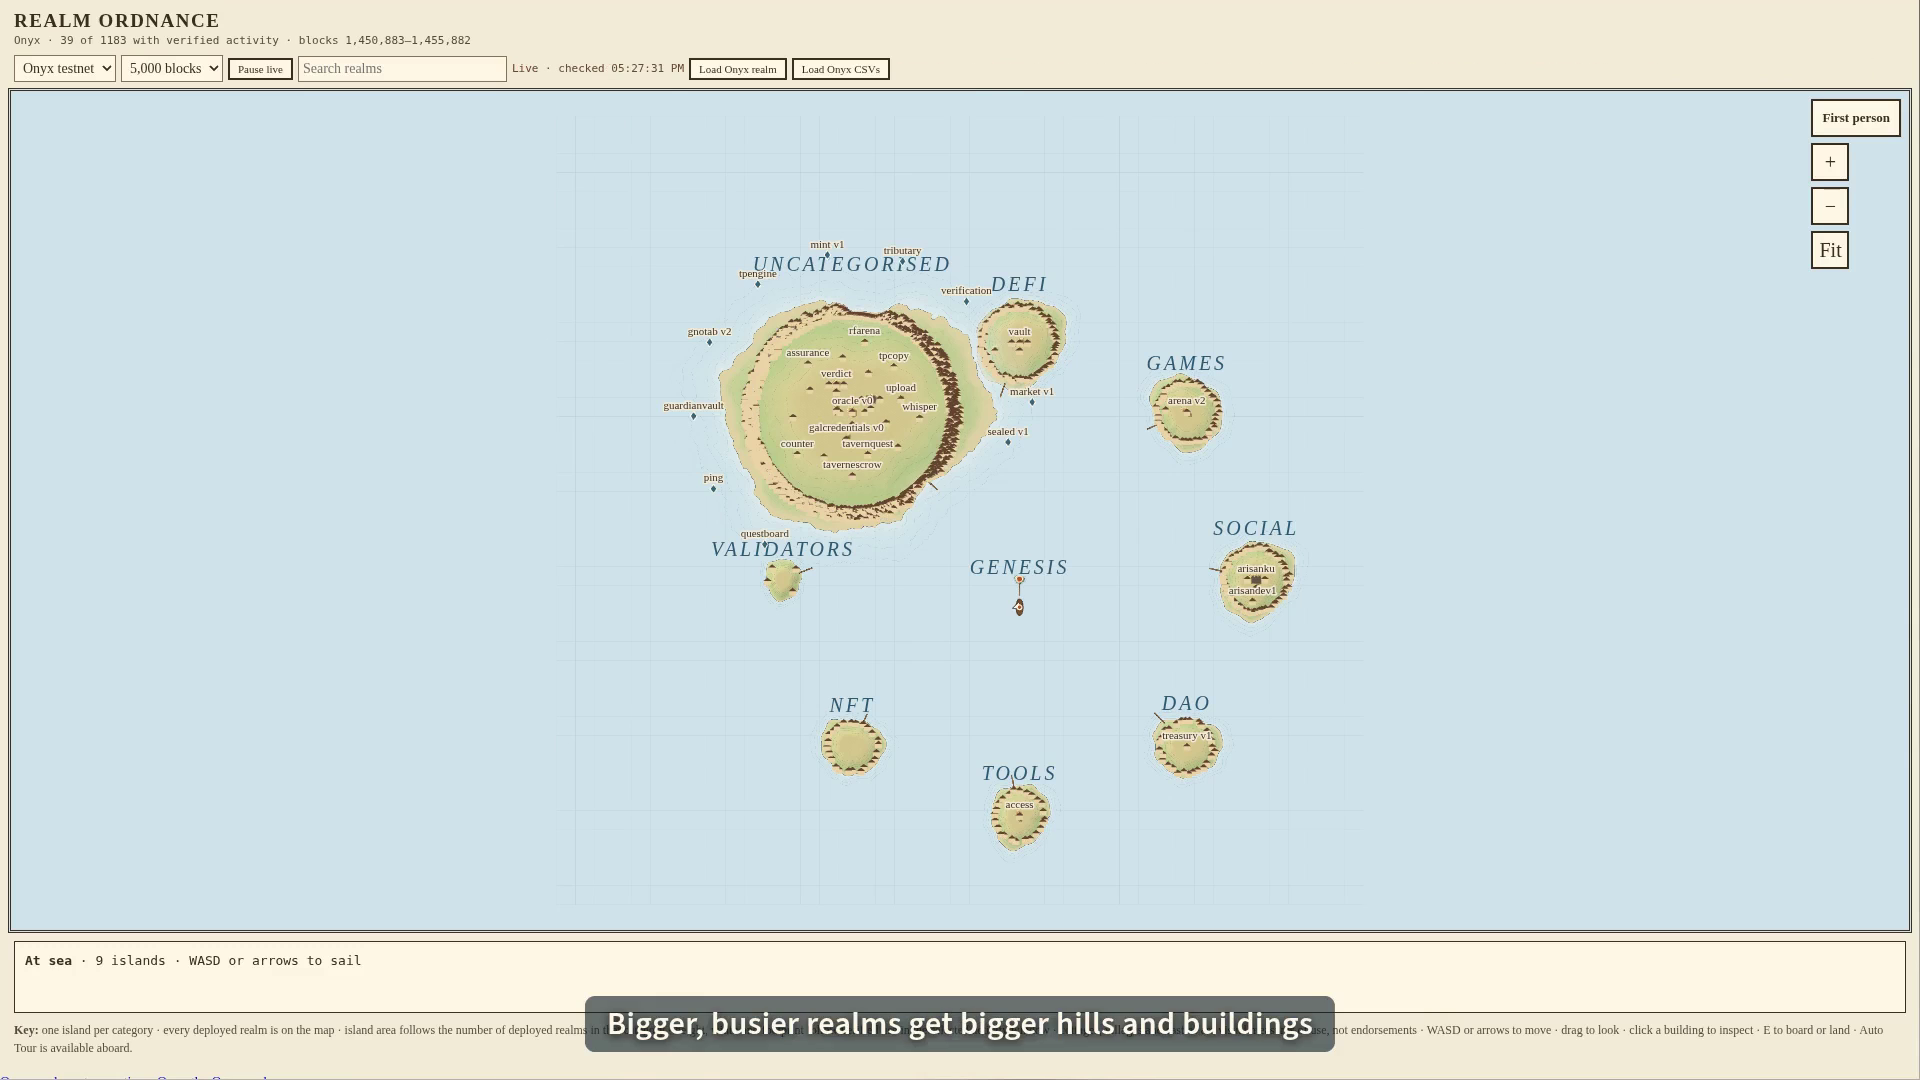 REALM ORDNANCE
Onyx · 39 of 1183 with verified activity · blocks 1,450,883–1,455,882
Onyx testnet 5,000 blocks Pause live Search realms Live · checked 05:27:31 PM Load Onyx realm Load Onyx CSVs
First person
+
−
Fit
mint v1
tributary
UNCATEGORISED
tpengine
DEFI
verification
rfarena
vault
gnotab v2
assurance
tpcopy
GAMES
verdict
upload
market v1
oracle v0
arena v2
guardianvault
whisper
galcredentials v0
sealed v1
counter
tavernquest
tavernescrow
ping
SOCIAL
questboard
VALIDATORS
GENESIS
arisanku
arisandev1
NFT
DAO
treasury v1
TOOLS
access
At sea · 9 islands · WASD or arrows to sail
Bigger, busier realms get bigger hills and buildings
Key: one island per category · every deployed realm is on the map · island area follows the number of deployed realms in not endorsements · WASD or arrows to move · drag to look · click a building to inspect · E to board or land · Auto
Tour is available aboard.